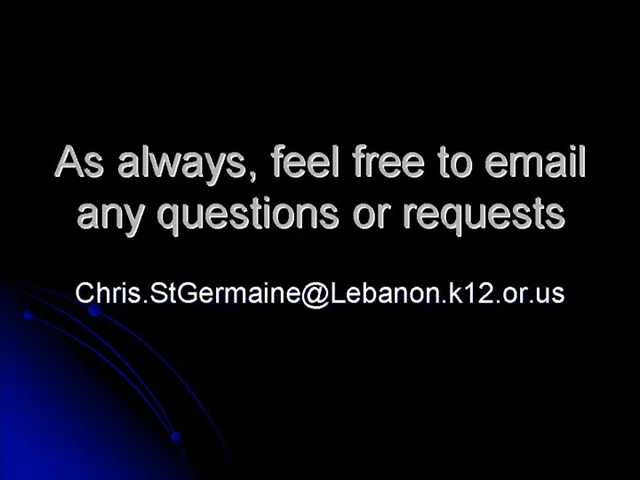 As always, feel free to email
any questions or requests
Chris.StGermaine@Lebanon.k12.or.us